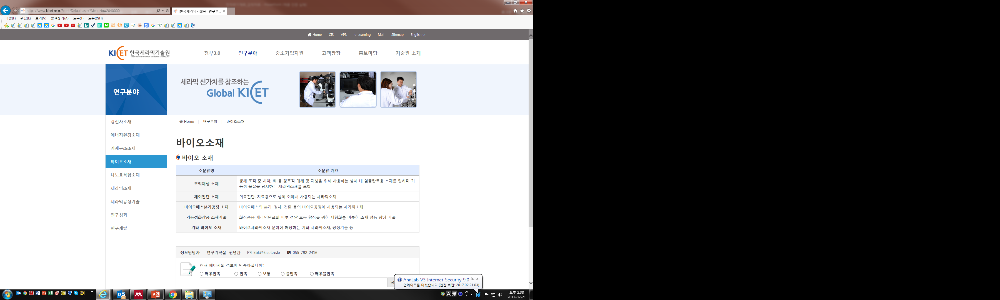 https://www.kicet.re.kr/Front/Default.aspx?MenuNo=2040000
[한국세라믹기술원] 연구분...
파일(F) 편집(E) 보기(V) 즐겨찾기(A) 도구(T) 도움말(H)
Home · CIS · VPN · e-Learning · Mail · Sitemap · English
KICET 한국세라믹기술원
KOREA INSTITUTE OF CERAMIC ENGINEERING & TECHNOLOGY
정부3.0 연구분야 중소기업지원 고객광장 홍보마당 기술원 소개
연구분야
세라믹 신가치를 창조하는
Global KICET
광전자소재
에너지환경소재
기계구조소재
바이오소재
나노융복합소재
세라믹소재
세라믹공정기술
연구성과
연구개발
Home 연구분야 바이오소재
바이오소재
바이오 소재
소분류명 소분류 개요
조직재생 소재 생체 조직 중 치아, 뼈 등 경조직 대체 및 재생을 위해 사용하는 생체 내 임플란트용 소재를 말하며 기
능성 물질을 담지하는 세라믹소재를 포함
체외진단 소재 의료진단, 치료용으로 생체 외에서 사용되는 세라믹소재
바이오매스분리공정 소재 바이오매스의 분리, 정체, 전환 등의 바이오공정에 사용되는 세라믹소재
기능성화장품 소재기술 화장품용 세라믹원료의 피부 전달 효능 향상을 위한 제형화를 비롯한 소재 성능 향상 기술
기타 바이오 소재 바이오세라믹소재 분야에 해당하는 기타 세라믹소재, 공정기술 등
정보담당자 연구기획실 권병관 kbk@kicet.re.kr 055-792-2416
현재 페이지의 정보에 만족하십니까?
매우만족 만족 보통 불만족 매우불만족
AhnLab V3 Internet Security 9.0
업데이트를 마쳤습니다.(엔진 버전: 2017.02.21.03)
A 漢
오후 2:38
2017-02-21